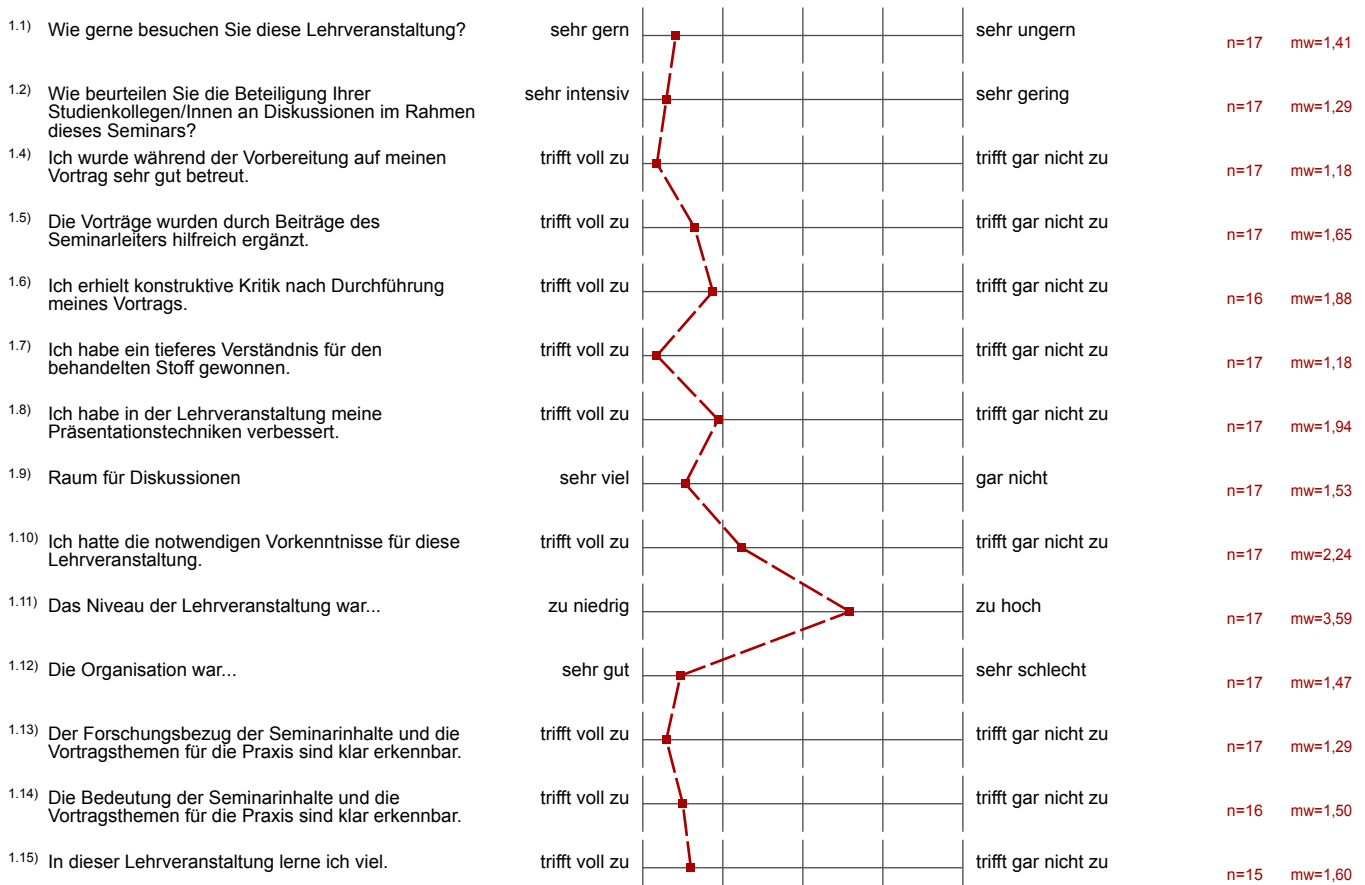 1.1) Wie gerne besuchen Sie diese Lehrveranstaltung? sehr gern sehr ungern n=17 mw=1,41
1.2) Wie beurteilen Sie die Beteiligung Ihrer sehr intensiv sehr gering n=17 mw=1,29
Studienkollegen/Innen an Diskussionen im Rahmen
dieses Seminars?
1.4) Ich wurde während der Vorbereitung auf meinen trifft voll zu trifft gar nicht zu n=17 mw=1,18
Vortrag sehr gut betreut.
1.5) Die Vorträge wurden durch Beiträge des trifft voll zu trifft gar nicht zu n=17 mw=1,65
Seminarleiters hilfreich ergänzt.
1.6) Ich erhielt konstruktive Kritik nach Durchführung trifft voll zu trifft gar nicht zu n=16 mw=1,88
meines Vortrags.
1.7) Ich habe ein tieferes Verständnis für den trifft voll zu trifft gar nicht zu n=17 mw=1,18
behandelten Stoff gewonnen.
1.8) Ich habe in der Lehrveranstaltung meine trifft voll zu trifft gar nicht zu n=17 mw=1,94
Präsentationstechniken verbessert.
1.9) Raum für Diskussionen sehr viel gar nicht n=17 mw=1,53
1.10) Ich hatte die notwendigen Vorkenntnisse für diese trifft voll zu trifft gar nicht zu n=17 mw=2,24
Lehrveranstaltung.
1.11) Das Niveau der Lehrveranstaltung war... zu niedrig zu hoch n=17 mw=3,59
1.12) Die Organisation war... sehr gut sehr schlecht n=17 mw=1,47
1.13) Der Forschungsbezug der Seminarinhalte und die trifft voll zu trifft gar nicht zu n=17 mw=1,29
Vortragsthemen für die Praxis sind klar erkennbar.
1.14) Die Bedeutung der Seminarinhalte und die trifft voll zu trifft gar nicht zu n=16 mw=1,50
Vortragsthemen für die Praxis sind klar erkennbar.
1.15) In dieser Lehrveranstaltung lerne ich viel. trifft voll zu trifft gar nicht zu n=15 mw=1,60